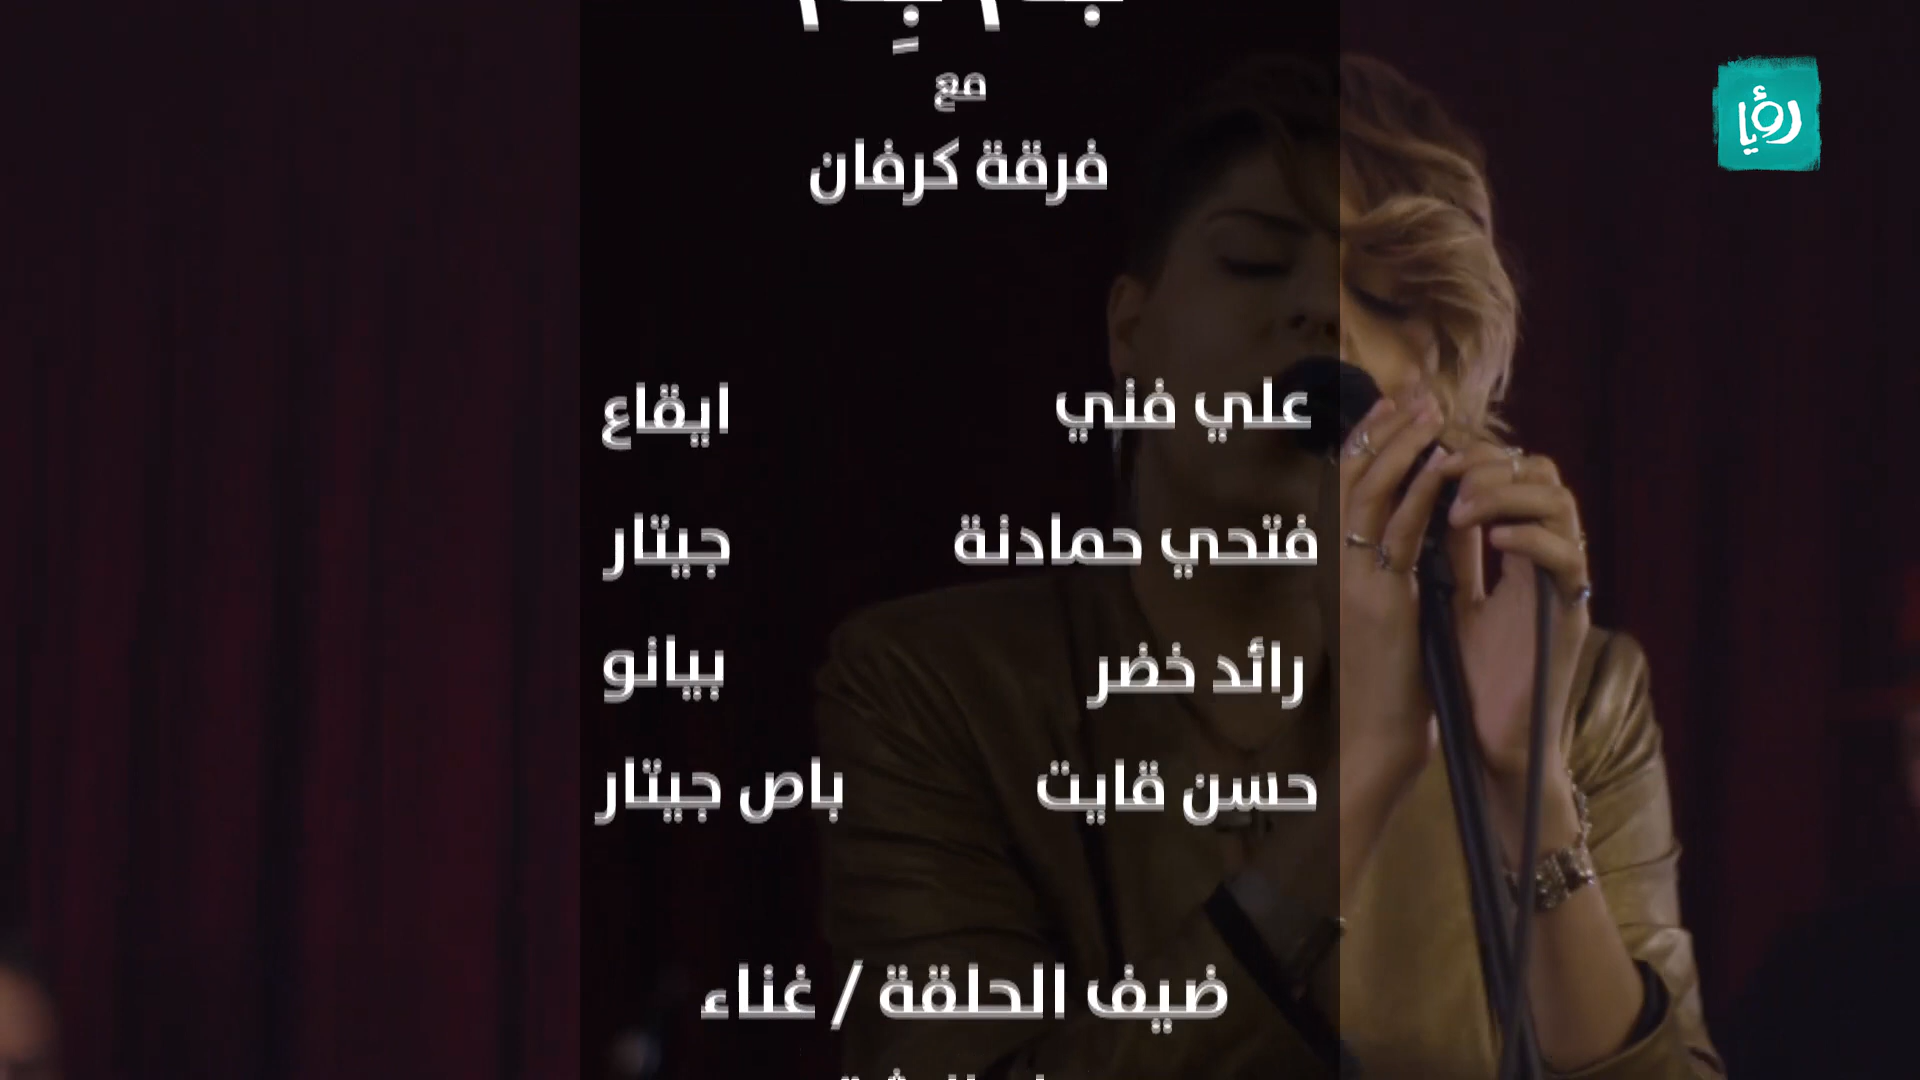 رؤيا
مع
فرقة كرفان
علي فني ايقاع
فتحي حمادنة جيتار
رائد خضر بيانو
حسن قايت باص جيتار
ضيف الحلقة / غناء